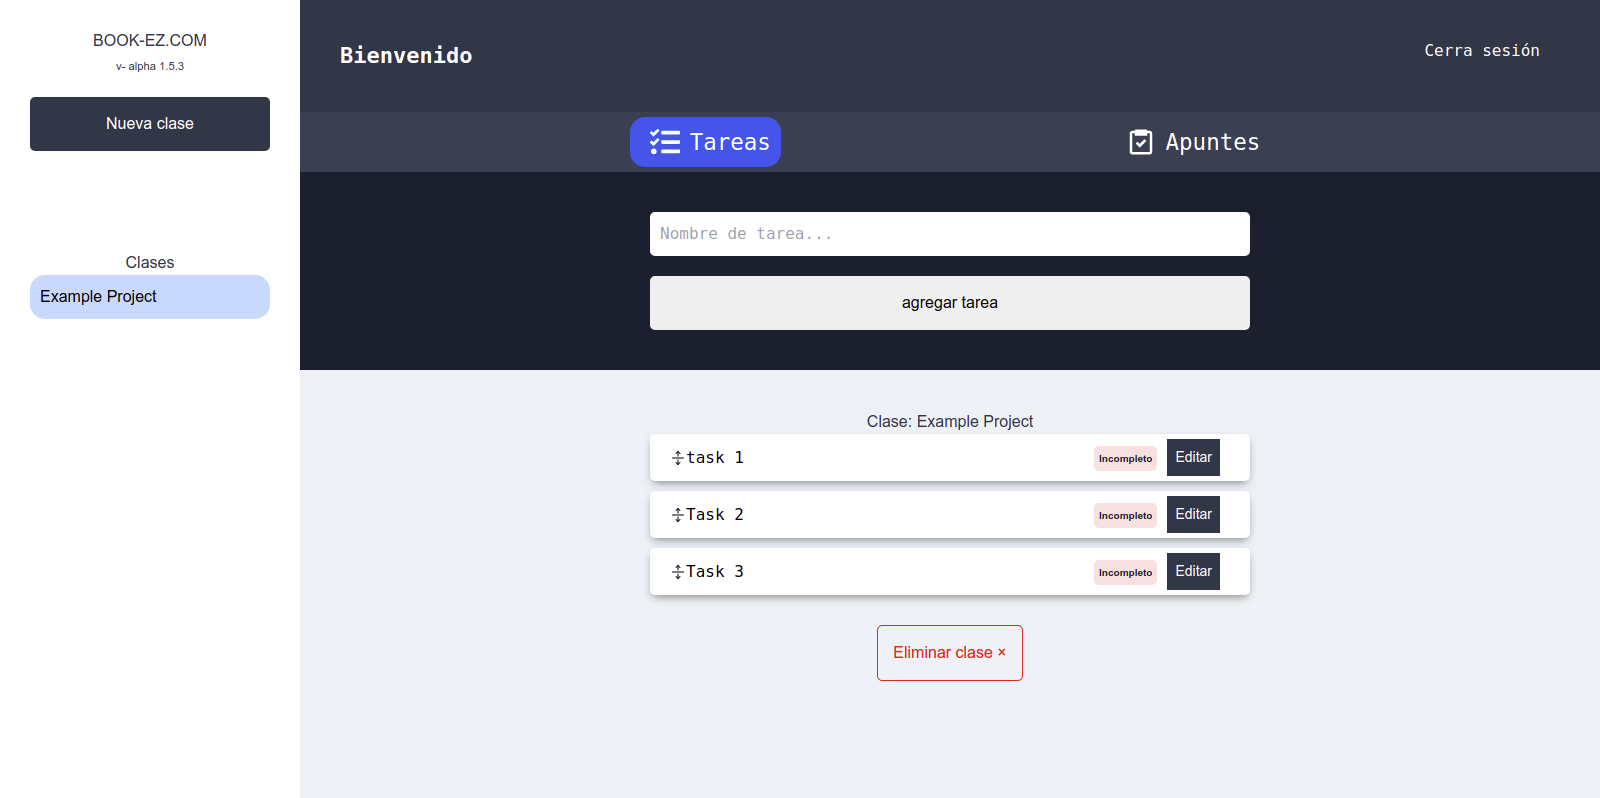 BOOK-EZ.COM
v- alpha 1.5.3
Nueva clase
Clases
Example Project
Bienvenido
Cerra sesión
Tareas
Apuntes
Nombre de tarea...
agregar tarea
Clase: Example Project
task 1 Incompleto Editar
Task 2 Incompleto Editar
Task 3 Incompleto Editar
Eliminar clase ×